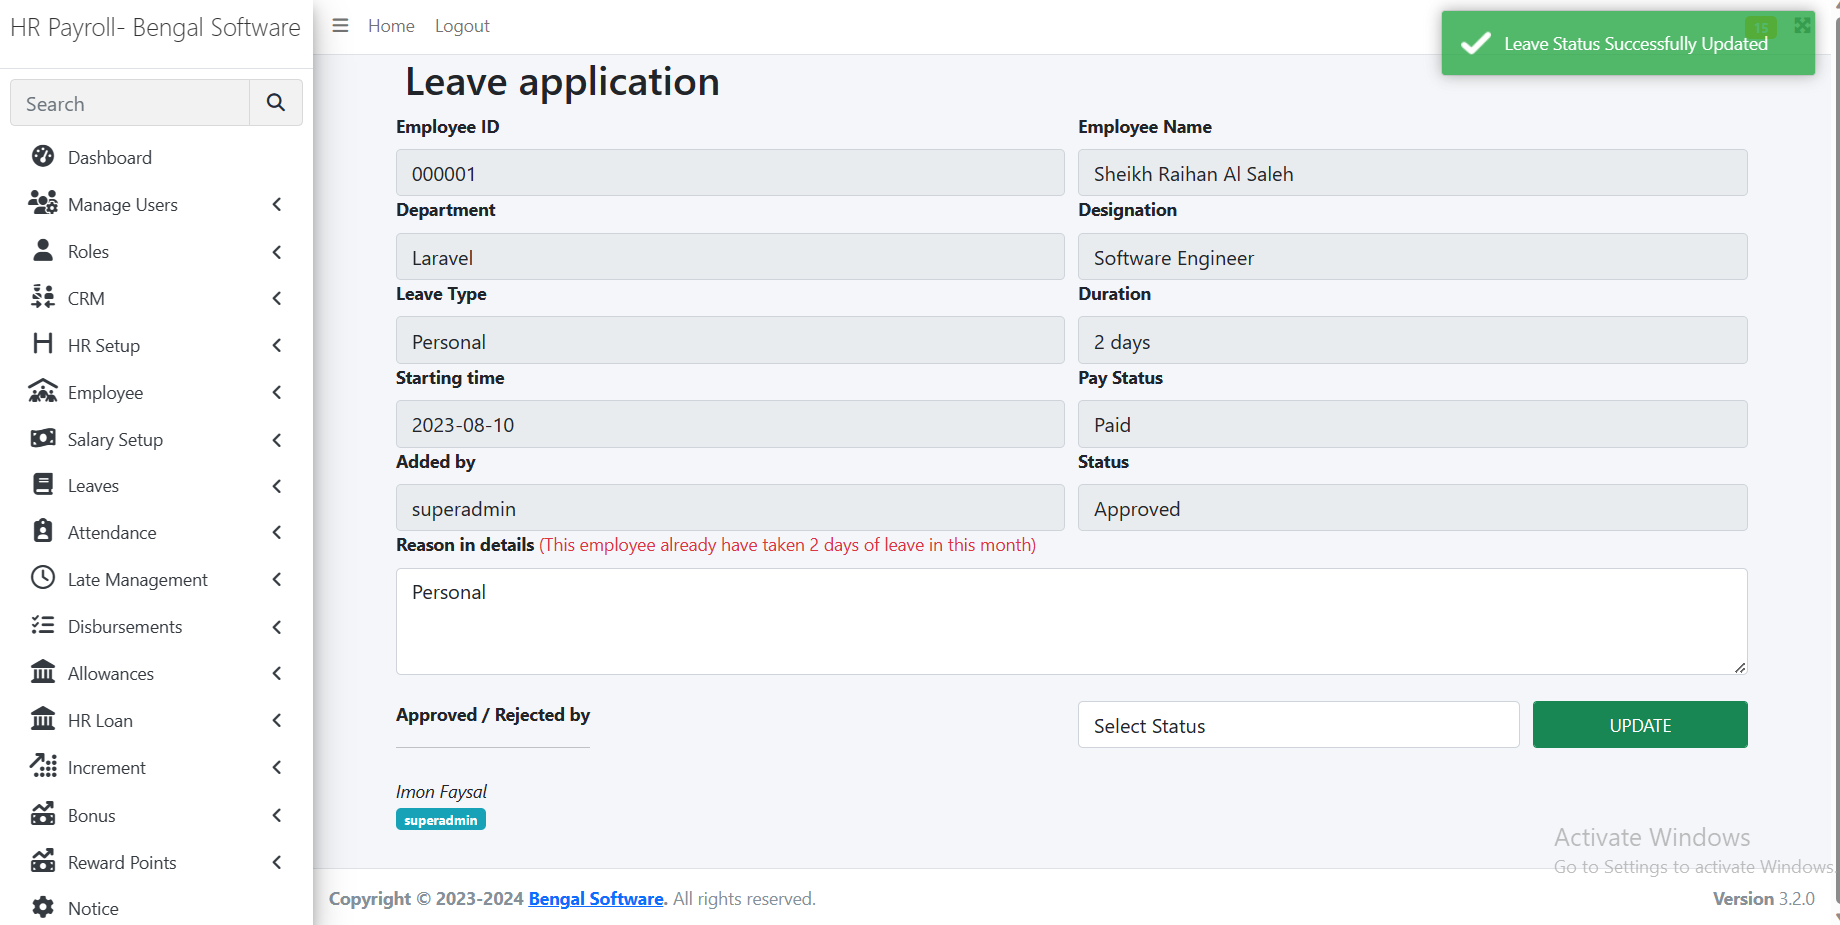 HR Payroll- Bengal Software
Home
Logout
15
Leave Status Successfully Updated
Search
Dashboard
Manage Users
Roles
CRM
HR Setup
Employee
Salary Setup
Leaves
Attendance
Late Management
Disbursements
Allowances
HR Loan
Increment
Bonus
Reward Points
Notice
Leave application
Employee ID
Employee Name
000001
Sheikh Raihan Al Saleh
Department
Designation
Laravel
Software Engineer
Leave Type
Duration
Personal
2 days
Starting time
Pay Status
2023-08-10
Paid
Added by
Status
superadmin
Approved
Reason in details (This employee already have taken 2 days of leave in this month)
Personal
Approved / Rejected by
Select Status
UPDATE
Imon Faysal
superadmin
Activate Windows
Go to Settings to activate Windows.
Copyright © 2023-2024 Bengal Software. All rights reserved.
Version 3.2.0